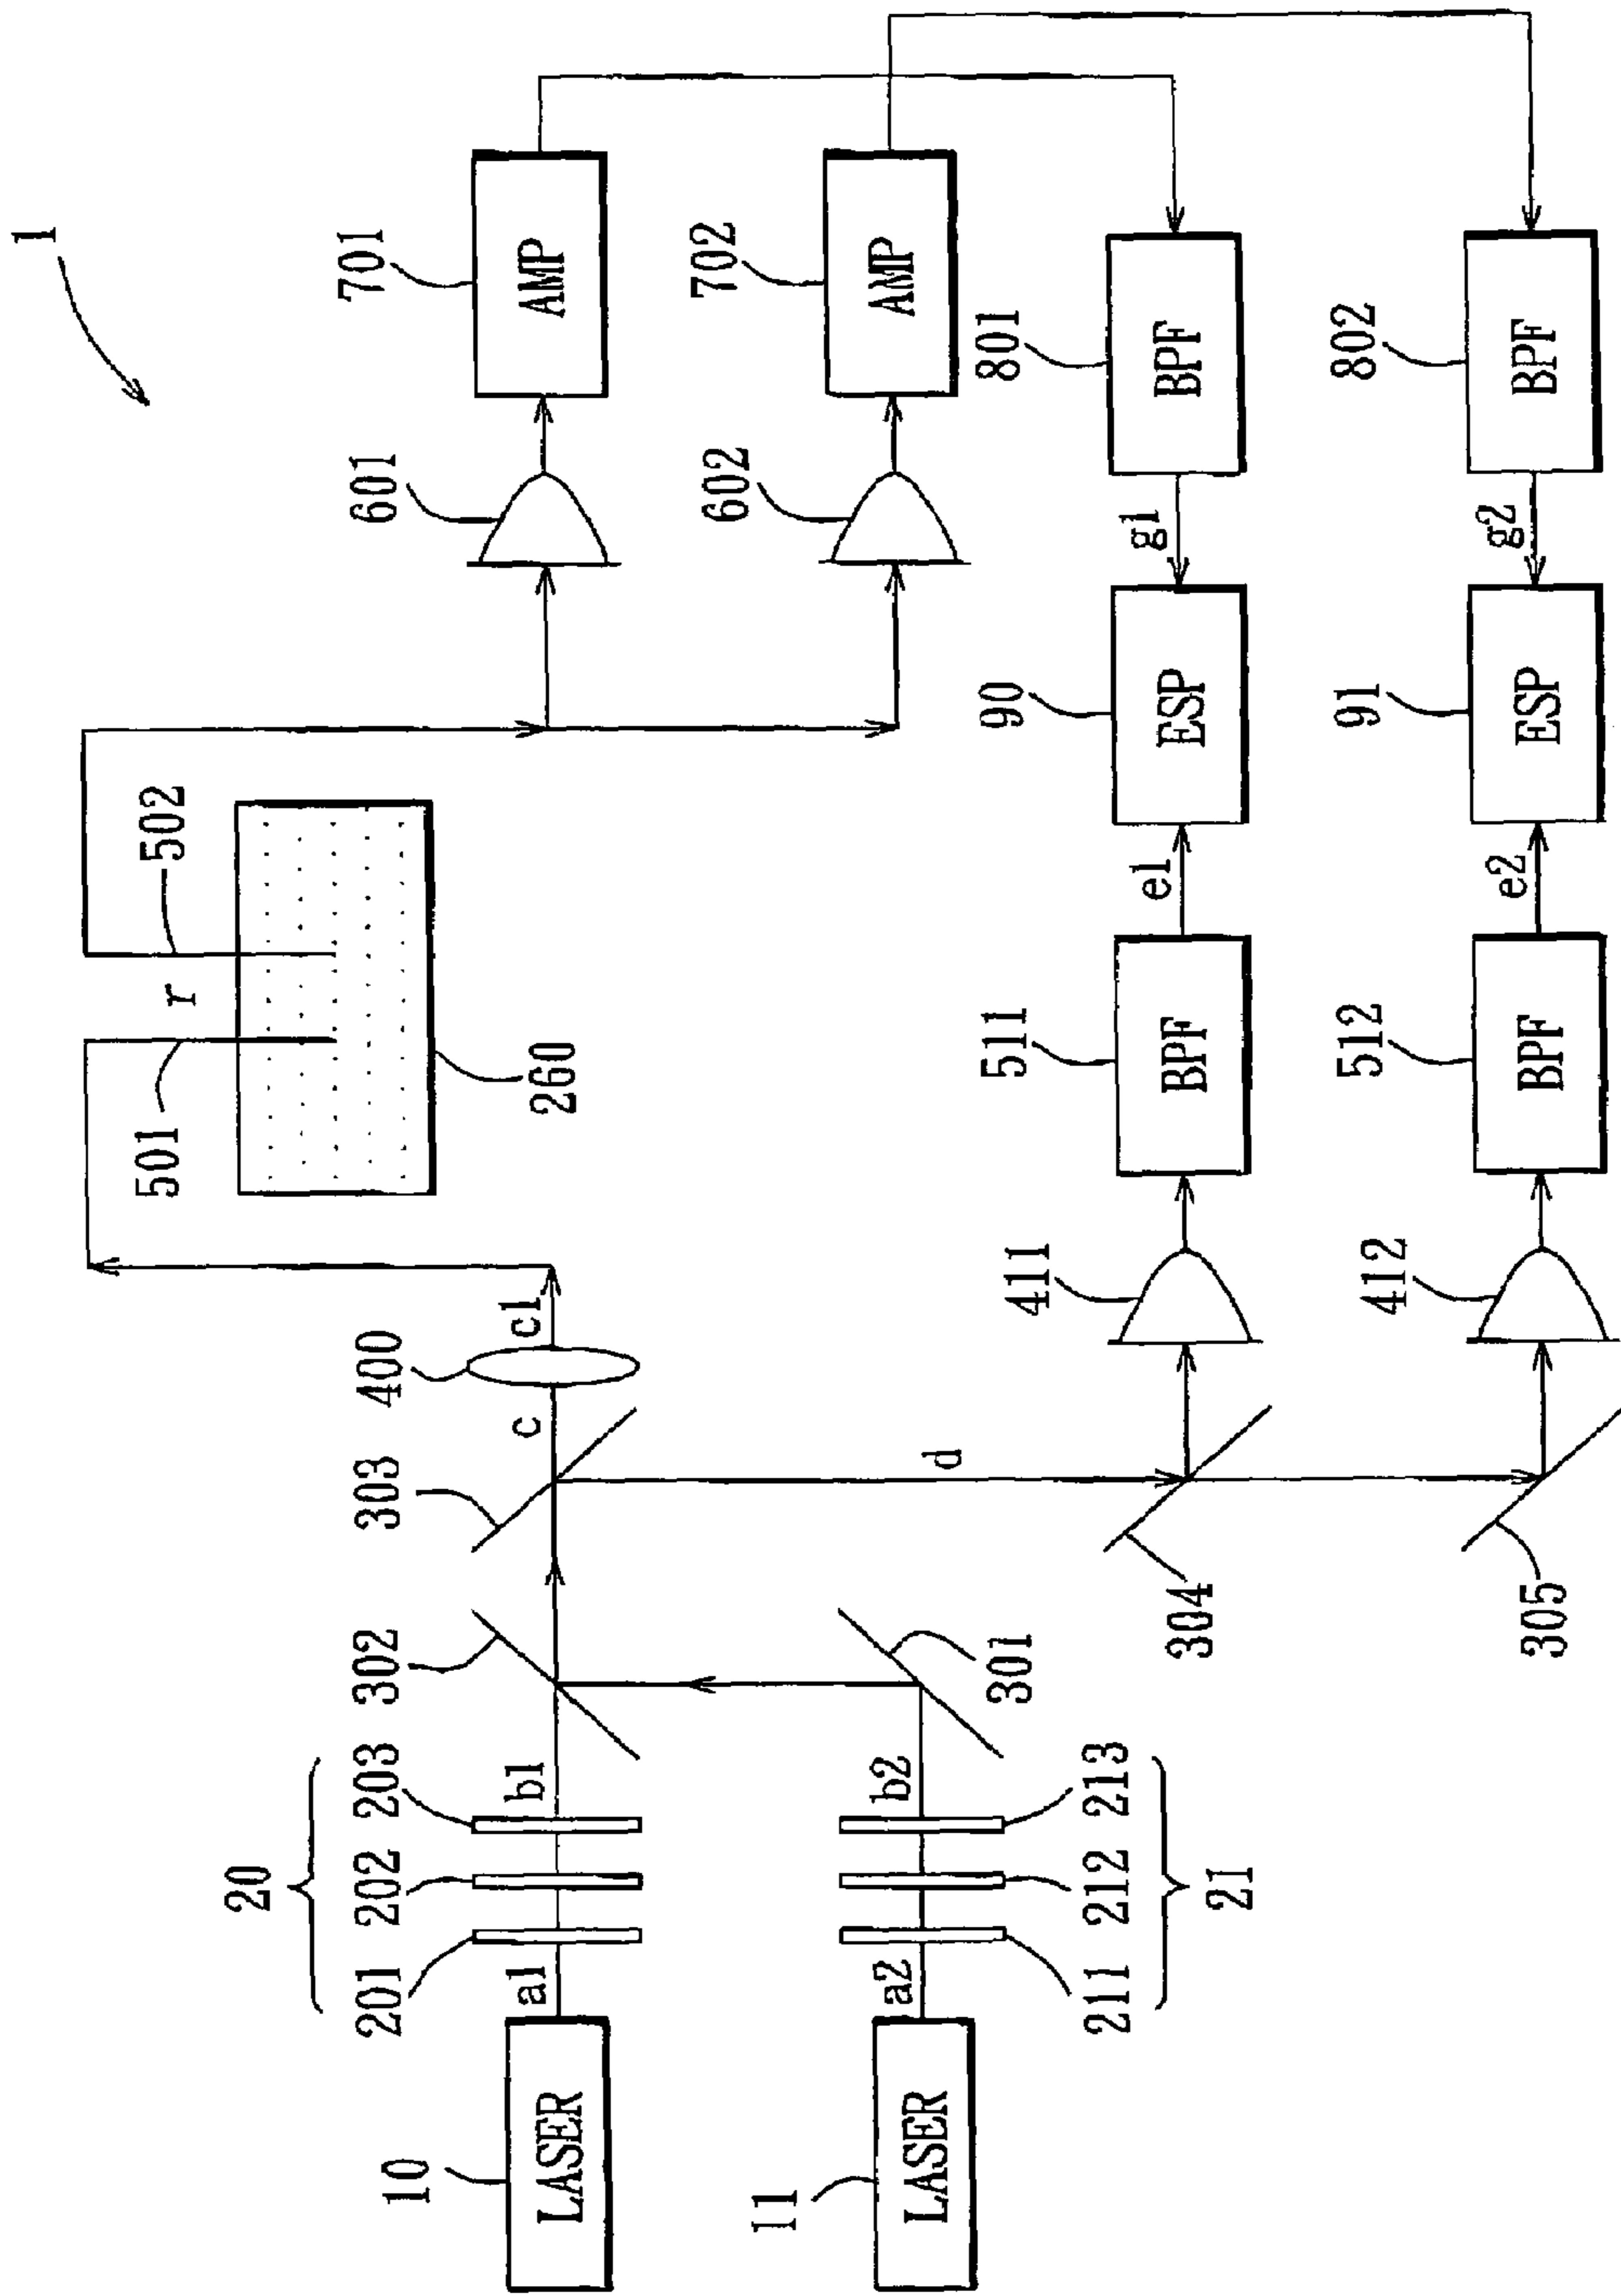 1
20
201
202
203
10
LASER
a1
b1
302
303
c
400
c1
501
r
502
260
601
701
AMP
602
702
AMP
11
LASER
a2
b2
211
212
213
21
301
d
304
411
511
BPF
e1
90
ESP
g1
801
BPF
305
412
512
BPF
e2
91
ESP
g2
802
BPF